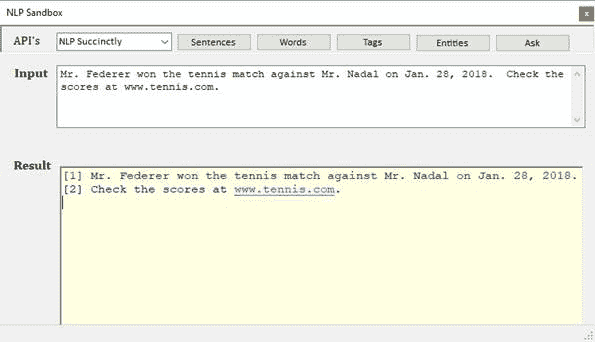 NLP Sandbox x
API's NLP Succinctly Sentences Words Tags Entities Ask
Input
Mr. Federer won the tennis match against Mr. Nadal on Jan. 28, 2018.  Check the
scores at www.tennis.com.
Result
[1] Mr. Federer won the tennis match against Mr. Nadal on Jan. 28, 2018.
[2] Check the scores at www.tennis.com.